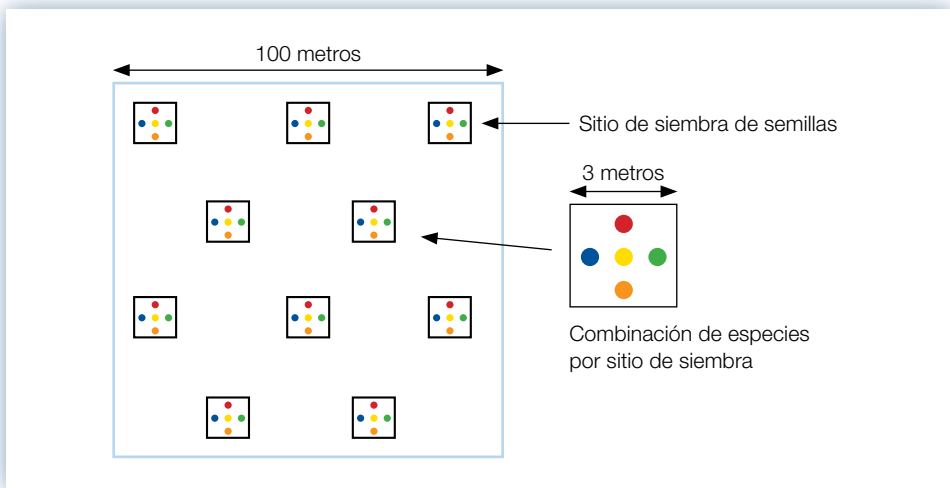 100 metros
Sitio de siembra de semillas
3 metros
Combinación de especies
por sitio de siembra